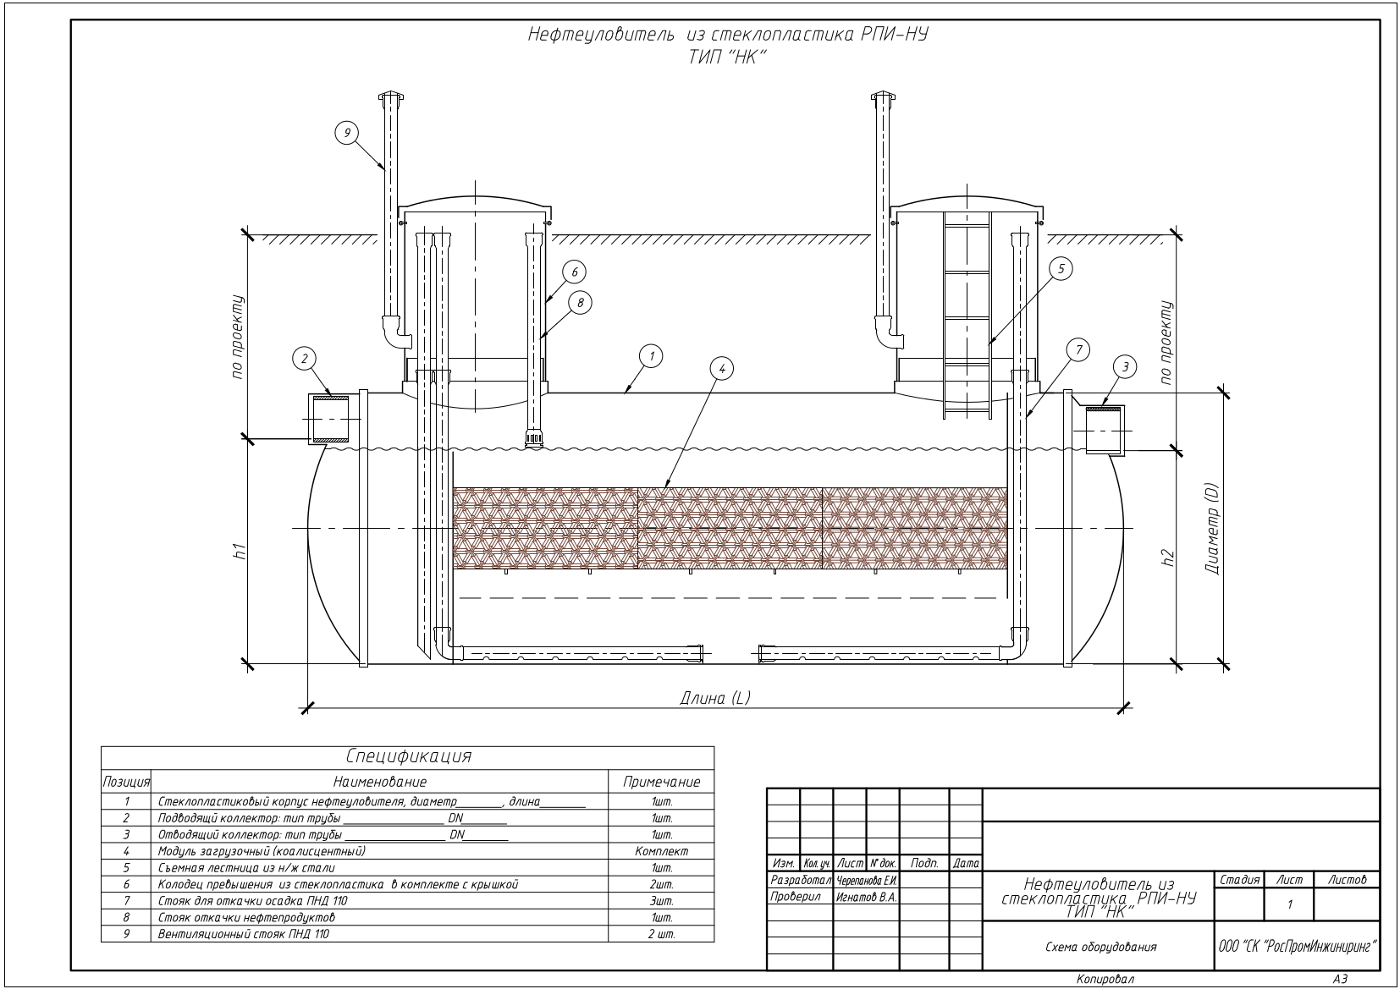 Нефтеуловитель из стеклопластика РПИ-НУ
ТИП "НК"
9
6
8
5
2
1
4
7
3
по проекту
h1
по проекту
h2
Диаметр (D)
Длина (L)
Спецификация
Позиция Наименование Примечание
1 Стеклопластиковый корпус нефтеуловителя, диаметр_______, длина_______ 1шт.
2 Подводящй коллектор: тип трубы _______________ DN_______ 1шт.
3 Отводящий коллектор: тип трубы _______________ DN_______ 1шт.
4 Модуль загрузочный (коалисцентный) Комплект
5 Съемная лестница из н/ж стали 1шт.
6 Колодец превышения из стеклопластика в комплекте с крышкой 2шт.
7 Стояк для откачки осадка ПНД 110 3шт.
8 Стояк откачки нефтепродуктов 1шт.
9 Вентиляционный стояк ПНД 110 2 шт.
Изм. Кол.уч. Лист № док. Подп. Дата
Разработал Черепанова Е.И.
Проверил Игнатов В.А.
Нефтеуловитель из
стеклопластика РПИ-НУ
ТИП "НК"
Стадия Лист Листов
1
Схема оборудования
ООО "СК "РосПромИнжиниринг"
Копировал А3